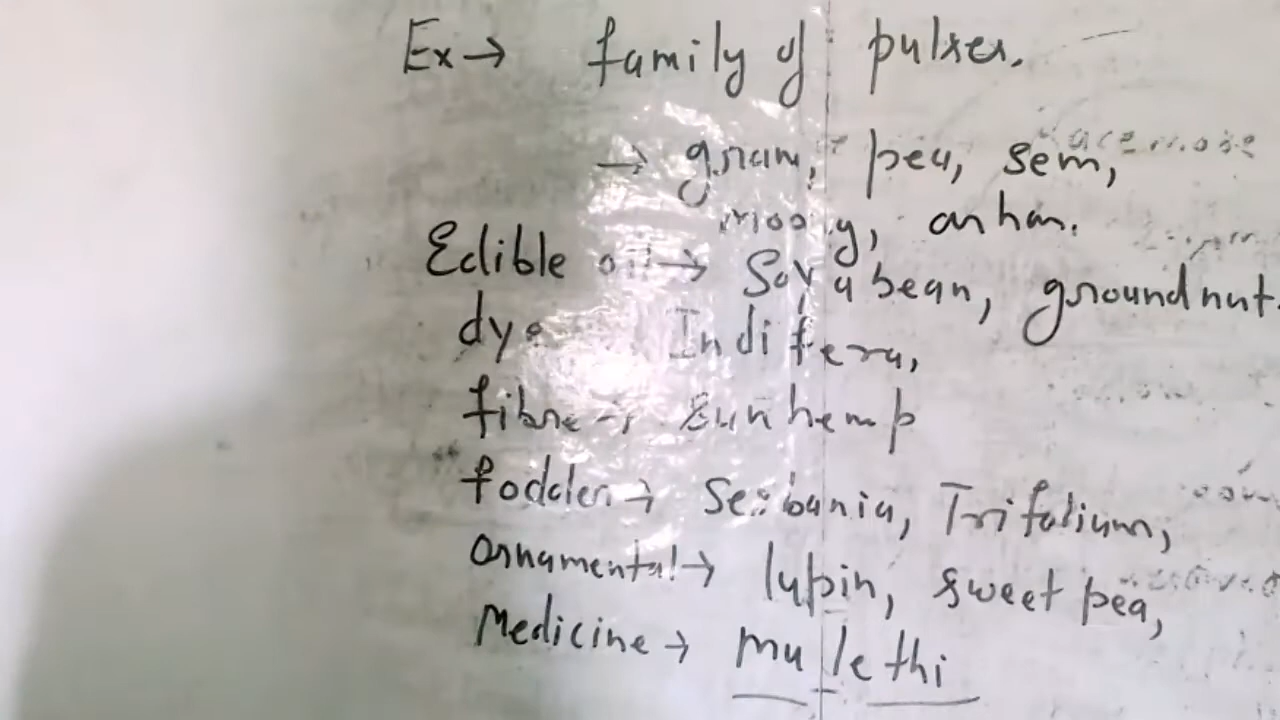 Ex → family of pulses.
→ gram, pea, sem,
moong, arhar.
Edible oil → Soyabean, groundnut.
dye Indifera,
fibre → Sunhemp
fodder → Sesbania, Trifolium,
Ornamental → lupin, sweet pea,
Medicine → mulethi